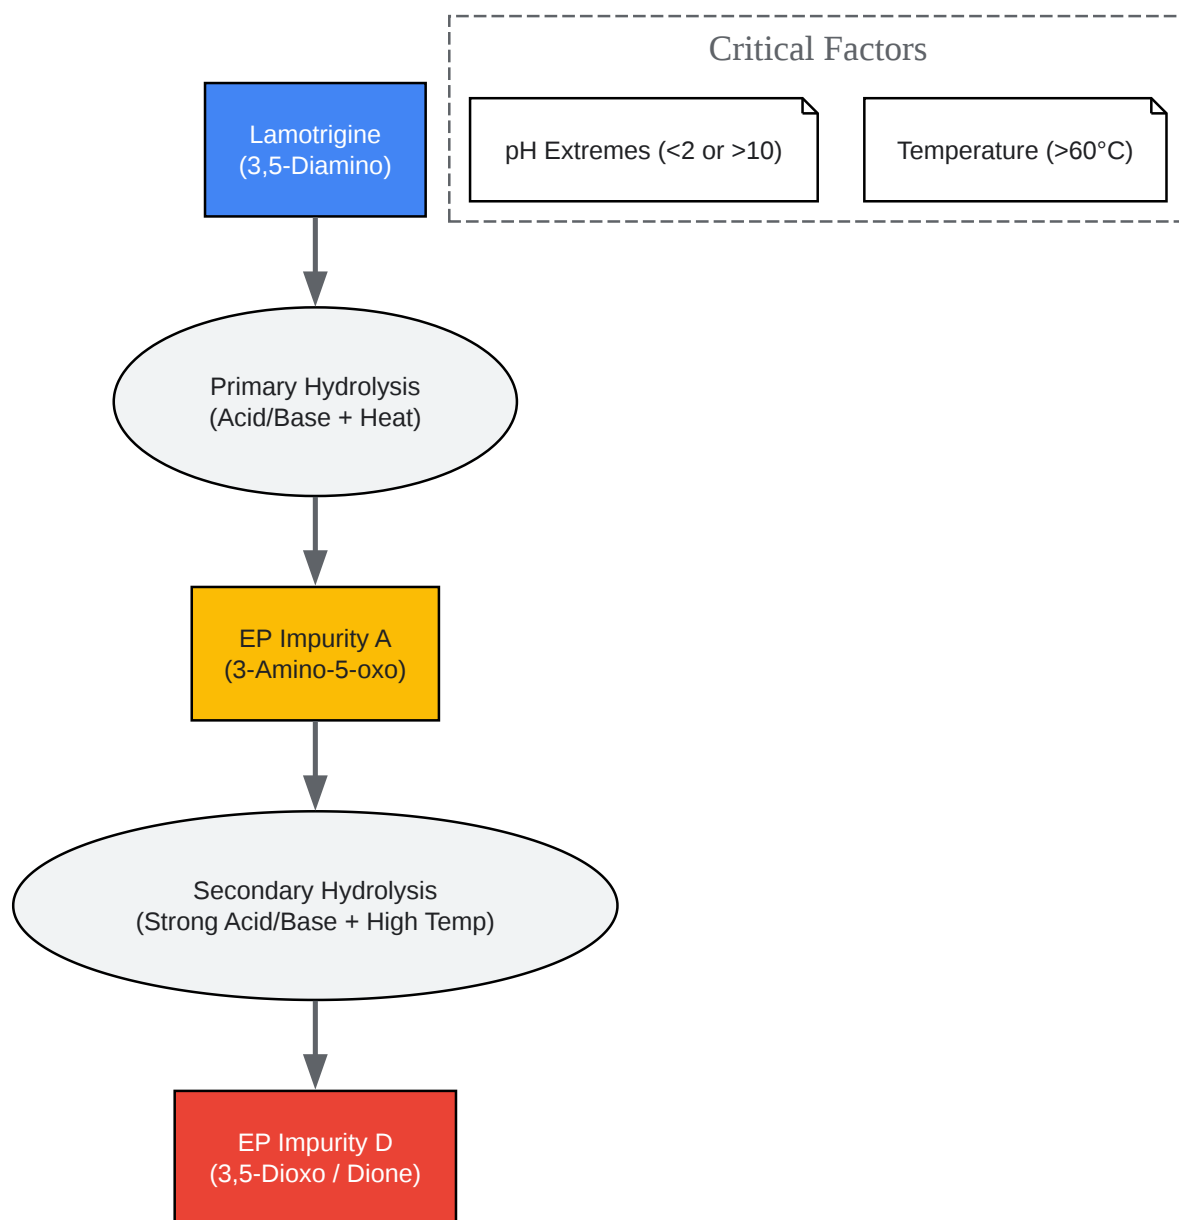 Critical Factors
Lamotrigine
(3,5-Diamino)
pH Extremes (<2 or >10)
Temperature (>60°C)
Primary Hydrolysis
(Acid/Base + Heat)
EP Impurity A
(3-Amino-5-oxo)
Secondary Hydrolysis
(Strong Acid/Base + High Temp)
EP Impurity D
(3,5-Dioxo / Dione)